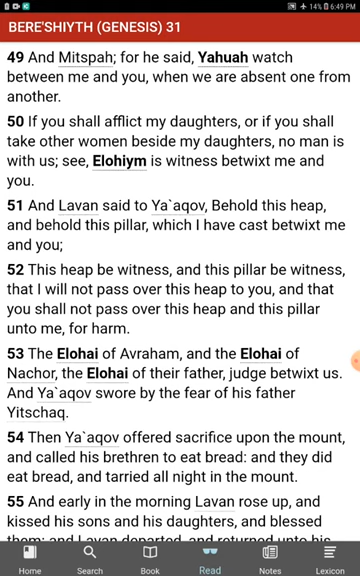 14% 6:49 PM
BERE'SHIYTH (GENESIS) 31
49 And Mitspah; for he said, Yahuah watch
between me and you, when we are absent one from
another.
50 If you shall afflict my daughters, or if you shall
take other women beside my daughters, no man is
with us; see, Elohiym is witness betwixt me and
you.
51 And Lavan said to Ya`aqov, Behold this heap,
and behold this pillar, which I have cast betwixt me
and you;
52 This heap be witness, and this pillar be witness,
that I will not pass over this heap to you, and that
you shall not pass over this heap and this pillar
unto me, for harm.
53 The Elohai of Avraham, and the Elohai of
Nachor, the Elohai of their father, judge betwixt us.
And Ya`aqov swore by the fear of his father
Yitschaq.
54 Then Ya`aqov offered sacrifice upon the mount,
and called his brethren to eat bread: and they did
eat bread, and tarried all night in the mount.
55 And early in the morning Lavan rose up, and
kissed his sons and his daughters, and blessed
them: and Lavan departed, and returned unto his
Home Search Book Read Notes Lexicon